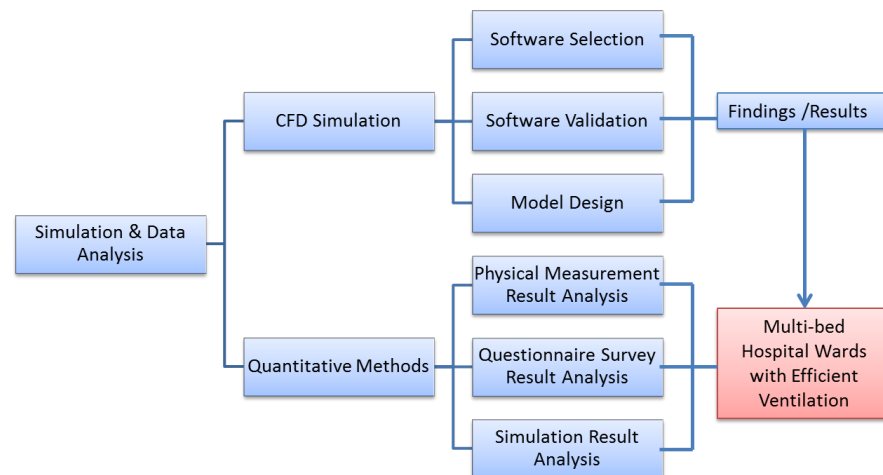 Simulation & Data
Analysis
CFD Simulation
Quantitative Methods
Software Selection
Software Validation
Model Design
Physical Measurement
Result Analysis
Questionnaire Survey
Result Analysis
Simulation Result
Analysis
Findings /Results
Multi-bed
Hospital Wards
with Efficient
Ventilation